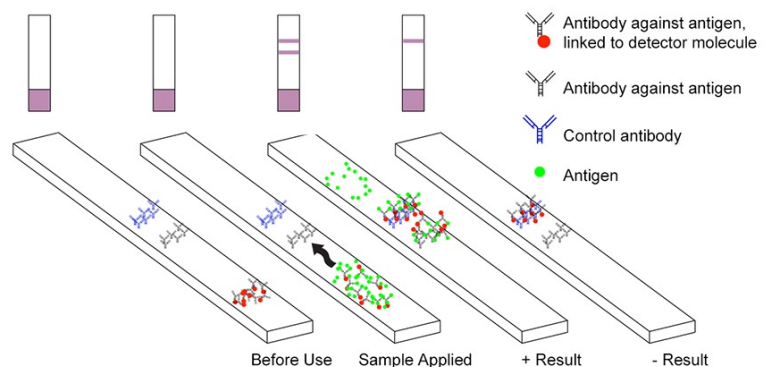 Antibody against antigen,
linked to detector molecule
Antibody against antigen
Control antibody
Antigen
Before Use
Sample Applied
+ Result
- Result